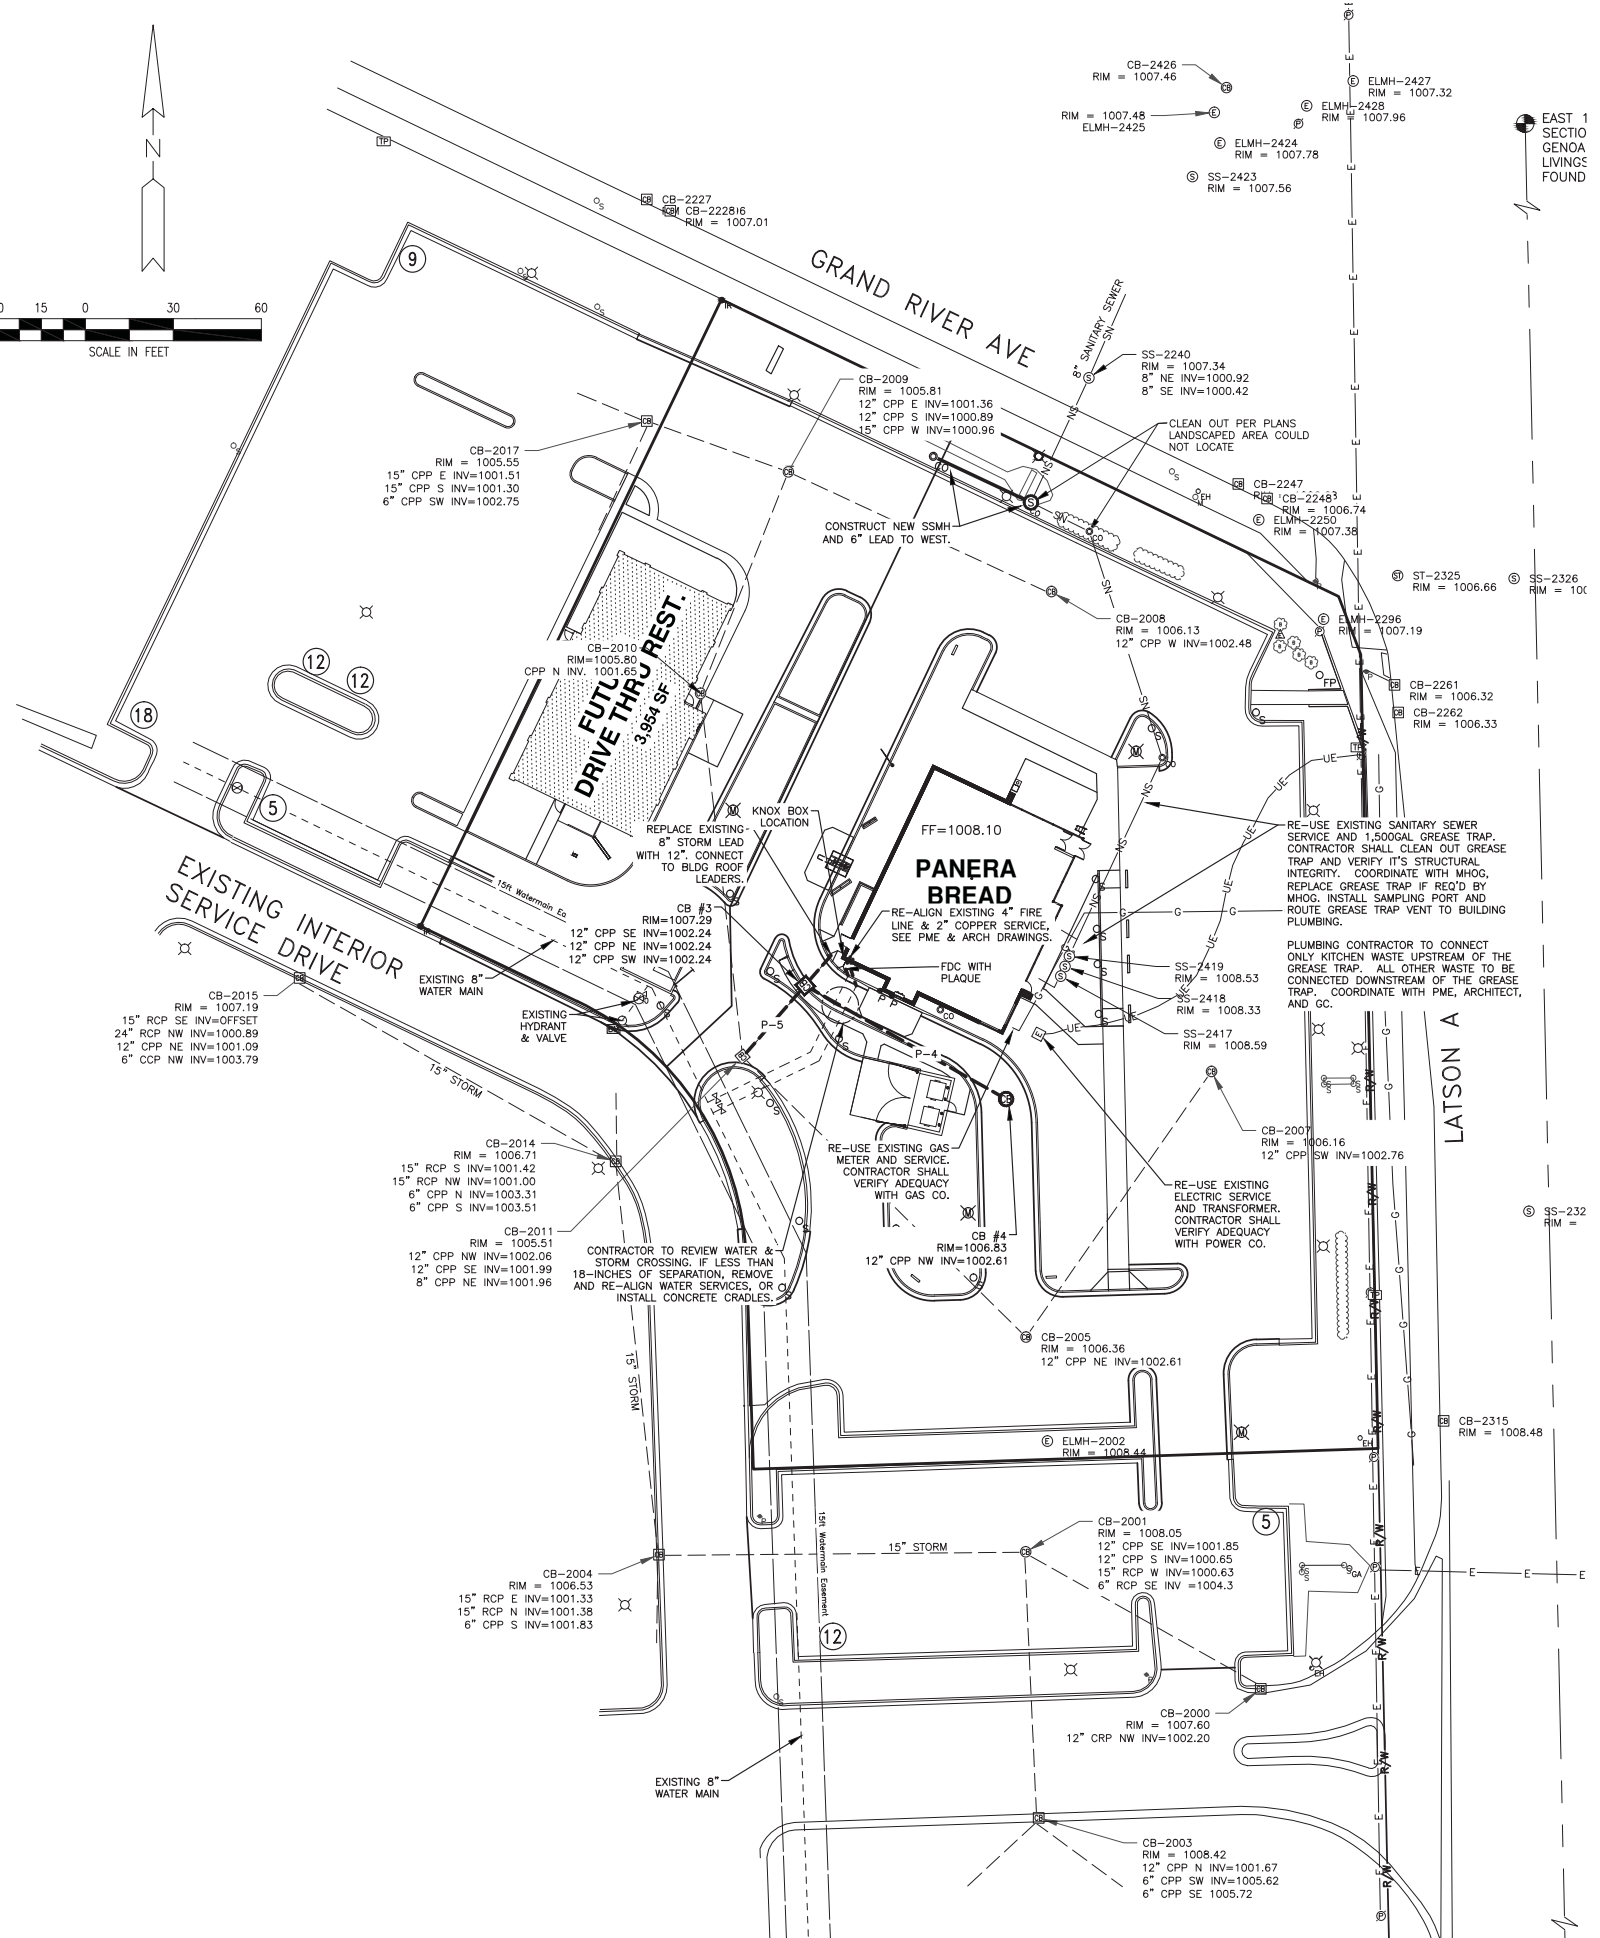 CB-2426
RIM = 1007.46
RIM = 1007.48
ELMH-2425
ELMH-2427
RIM = 1007.32
ELMH-2428
RIM = 1007.96
ELMH-2424
RIM = 1007.78
SS-2423
RIM = 1007.56
EAST 1
SECTIO
GENOA
LIVINGS
FOUND
N
0 15 0 30 60
SCALE IN FEET
TP
CB-2227
CB-2228
RIM = 1007.01
GRAND RIVER AVE
8" SANITARY SEWER
9
SS-2240
RIM = 1007.34
8" NE INV=1000.92
8" SE INV=1000.42
CB-2009
RIM = 1005.81
12" CPP E INV=1001.36
12" CPP S INV=1000.89
15" CPP W INV=1000.96
CLEAN OUT PER PLANS
LANDSCAPED AREA COULD
NOT LOCATE
CB-2017
RIM = 1005.55
15" CPP E INV=1001.51
15" CPP S INV=1001.30
6" CPP SW INV=1002.75
CONSTRUCT NEW SSMH
AND 6" LEAD TO WEST.
CB-2247
CB-2248
RIM = 1006.74
ELMH-2250
RIM = 1007.38
ST-2325
RIM = 1006.66
SS-2326
RIM = 100
ELMH-2296
RIM = 1007.19
CB-2008
RIM = 1006.13
12" CPP W INV=1002.48
CB-2010
RIM=1005.80
CPP N INV. 1001.65
FUTU REST.
DRIVE THRU
3,954 SF
12
12
18
5
FP
CB-2261
RIM = 1006.32
CB-2262
RIM = 1006.33
KNOX BOX
LOCATION
REPLACE EXISTING
8" STORM LEAD
WITH 12". CONNECT
TO BLDG ROOF
LEADERS.
FF=1008.10
PANERA
BREAD
RE-USE EXISTING SANITARY SEWER
SERVICE AND 1,500GAL GREASE TRAP.
CONTRACTOR SHALL CLEAN OUT GREASE
TRAP AND VERIFY IT'S STRUCTURAL
INTEGRITY. COORDINATE WITH MHOG,
REPLACE GREASE TRAP IF REQ'D BY
MHOG. INSTALL SAMPLING PORT AND
ROUTE GREASE TRAP VENT TO BUILDING
PLUMBING.
PLUMBING CONTRACTOR TO CONNECT
ONLY KITCHEN WASTE UPSTREAM OF THE
GREASE TRAP. ALL OTHER WASTE TO BE
CONNECTED DOWNSTREAM OF THE GREASE
TRAP. COORDINATE WITH PME, ARCHITECT,
AND GC.
EXISTING INTERIOR
SERVICE DRIVE
15ft Watermain Ea
CB #3
RIM=1007.29
12" CPP SE INV=1002.24
12" CPP NE INV=1002.24
12" CPP SW INV=1002.24
RE-ALIGN EXISTING 4" FIRE
LINE & 2" COPPER SERVICE,
SEE PME & ARCH DRAWINGS.
FDC WITH
PLAQUE
SS-2419
RIM = 1008.53
SS-2418
RIM = 1008.33
SS-2417
RIM = 1008.59
EXISTING 8"
WATER MAIN
EXISTING
HYDRANT
& VALVE
CB-2015
RIM = 1007.19
15" RCP SE INV=OFFSET
24" RCP NW INV=1000.89
12" CPP NE INV=1001.09
6" CCP NW INV=1003.79
P-5
P-4
15" STORM
LATSON A
CB-2007
RIM = 1006.16
12" CPP SW INV=1002.76
CB-2014
RIM = 1006.71
15" RCP S INV=1001.42
15" RCP NW INV=1001.00
6" CPP N INV=1003.31
6" CPP S INV=1003.51
RE-USE EXISTING GAS
METER AND SERVICE.
CONTRACTOR SHALL
VERIFY ADEQUACY
WITH GAS CO.
RE-USE EXISTING
ELECTRIC SERVICE
AND TRANSFORMER.
CONTRACTOR SHALL
VERIFY ADEQUACY
WITH POWER CO.
SS-232
RIM =
CB-2011
RIM = 1005.51
12" CPP NW INV=1002.06
12" CPP SE INV=1001.99
8" CPP NE INV=1001.96
CB #4
RIM=1006.83
12" CPP NW INV=1002.61
CONTRACTOR TO REVIEW WATER &
STORM CROSSING. IF LESS THAN
18-INCHES OF SEPARATION, REMOVE
AND RE-ALIGN WATER SERVICES, OR
INSTALL CONCRETE CRADLES.
CB-2005
RIM = 1006.36
12" CPP NE INV=1002.61
15" STORM
CB-2315
RIM = 1008.48
ELMH-2002
RIM = 1008.44
15ft Watermain Easement
15" STORM
CB-2001
RIM = 1008.05
12" CPP SE INV=1001.85
12" CPP S INV=1000.65
15" RCP W INV=1000.63
6" RCP SE INV =1004.3
5
CB-2004
RIM = 1006.53
15" RCP E INV=1001.33
15" RCP N INV=1001.38
6" CPP S INV=1001.83
12
CB-2000
RIM = 1007.60
12" CRP NW INV=1002.20
EXISTING 8"
WATER MAIN
CB-2003
RIM = 1008.42
12" CPP N INV=1001.67
6" CPP SW INV=1005.62
6" CPP SE 1005.72